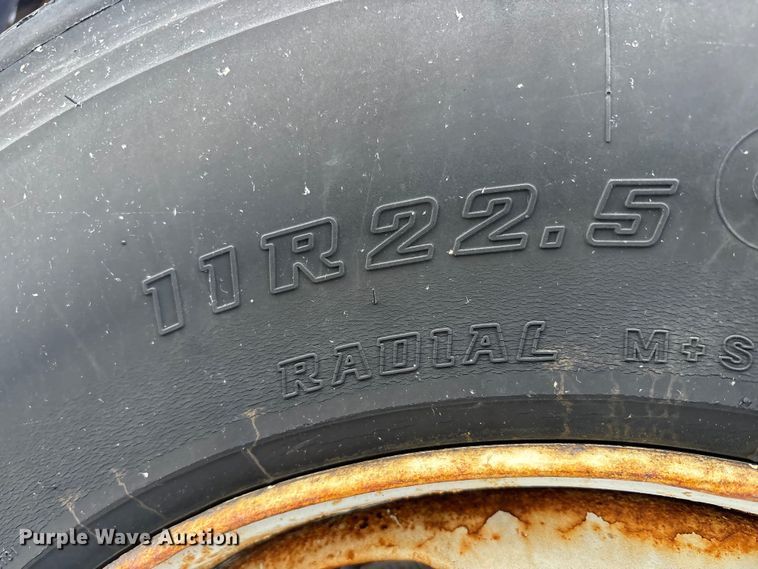 11R22.5
RADIAL M+S
Purple Wave Auction